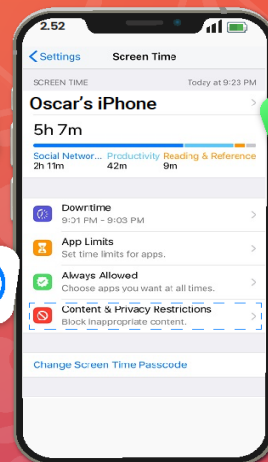 2.52
Settings
Screen Time
SCREEN TIME
Today at 9:23 PM
Oscar's iPhone
5h 7m
Social Networ... Productivity Reading & Reference
2h 11m 42m 9m
Downtime
9:01 PM - 9:03 PM
App Limits
Set time limits for apps.
Always Allowed
Choose apps you want at all times.
Content & Privacy Restrictions
Block inappropriate content.
Change Screen Time Passcode